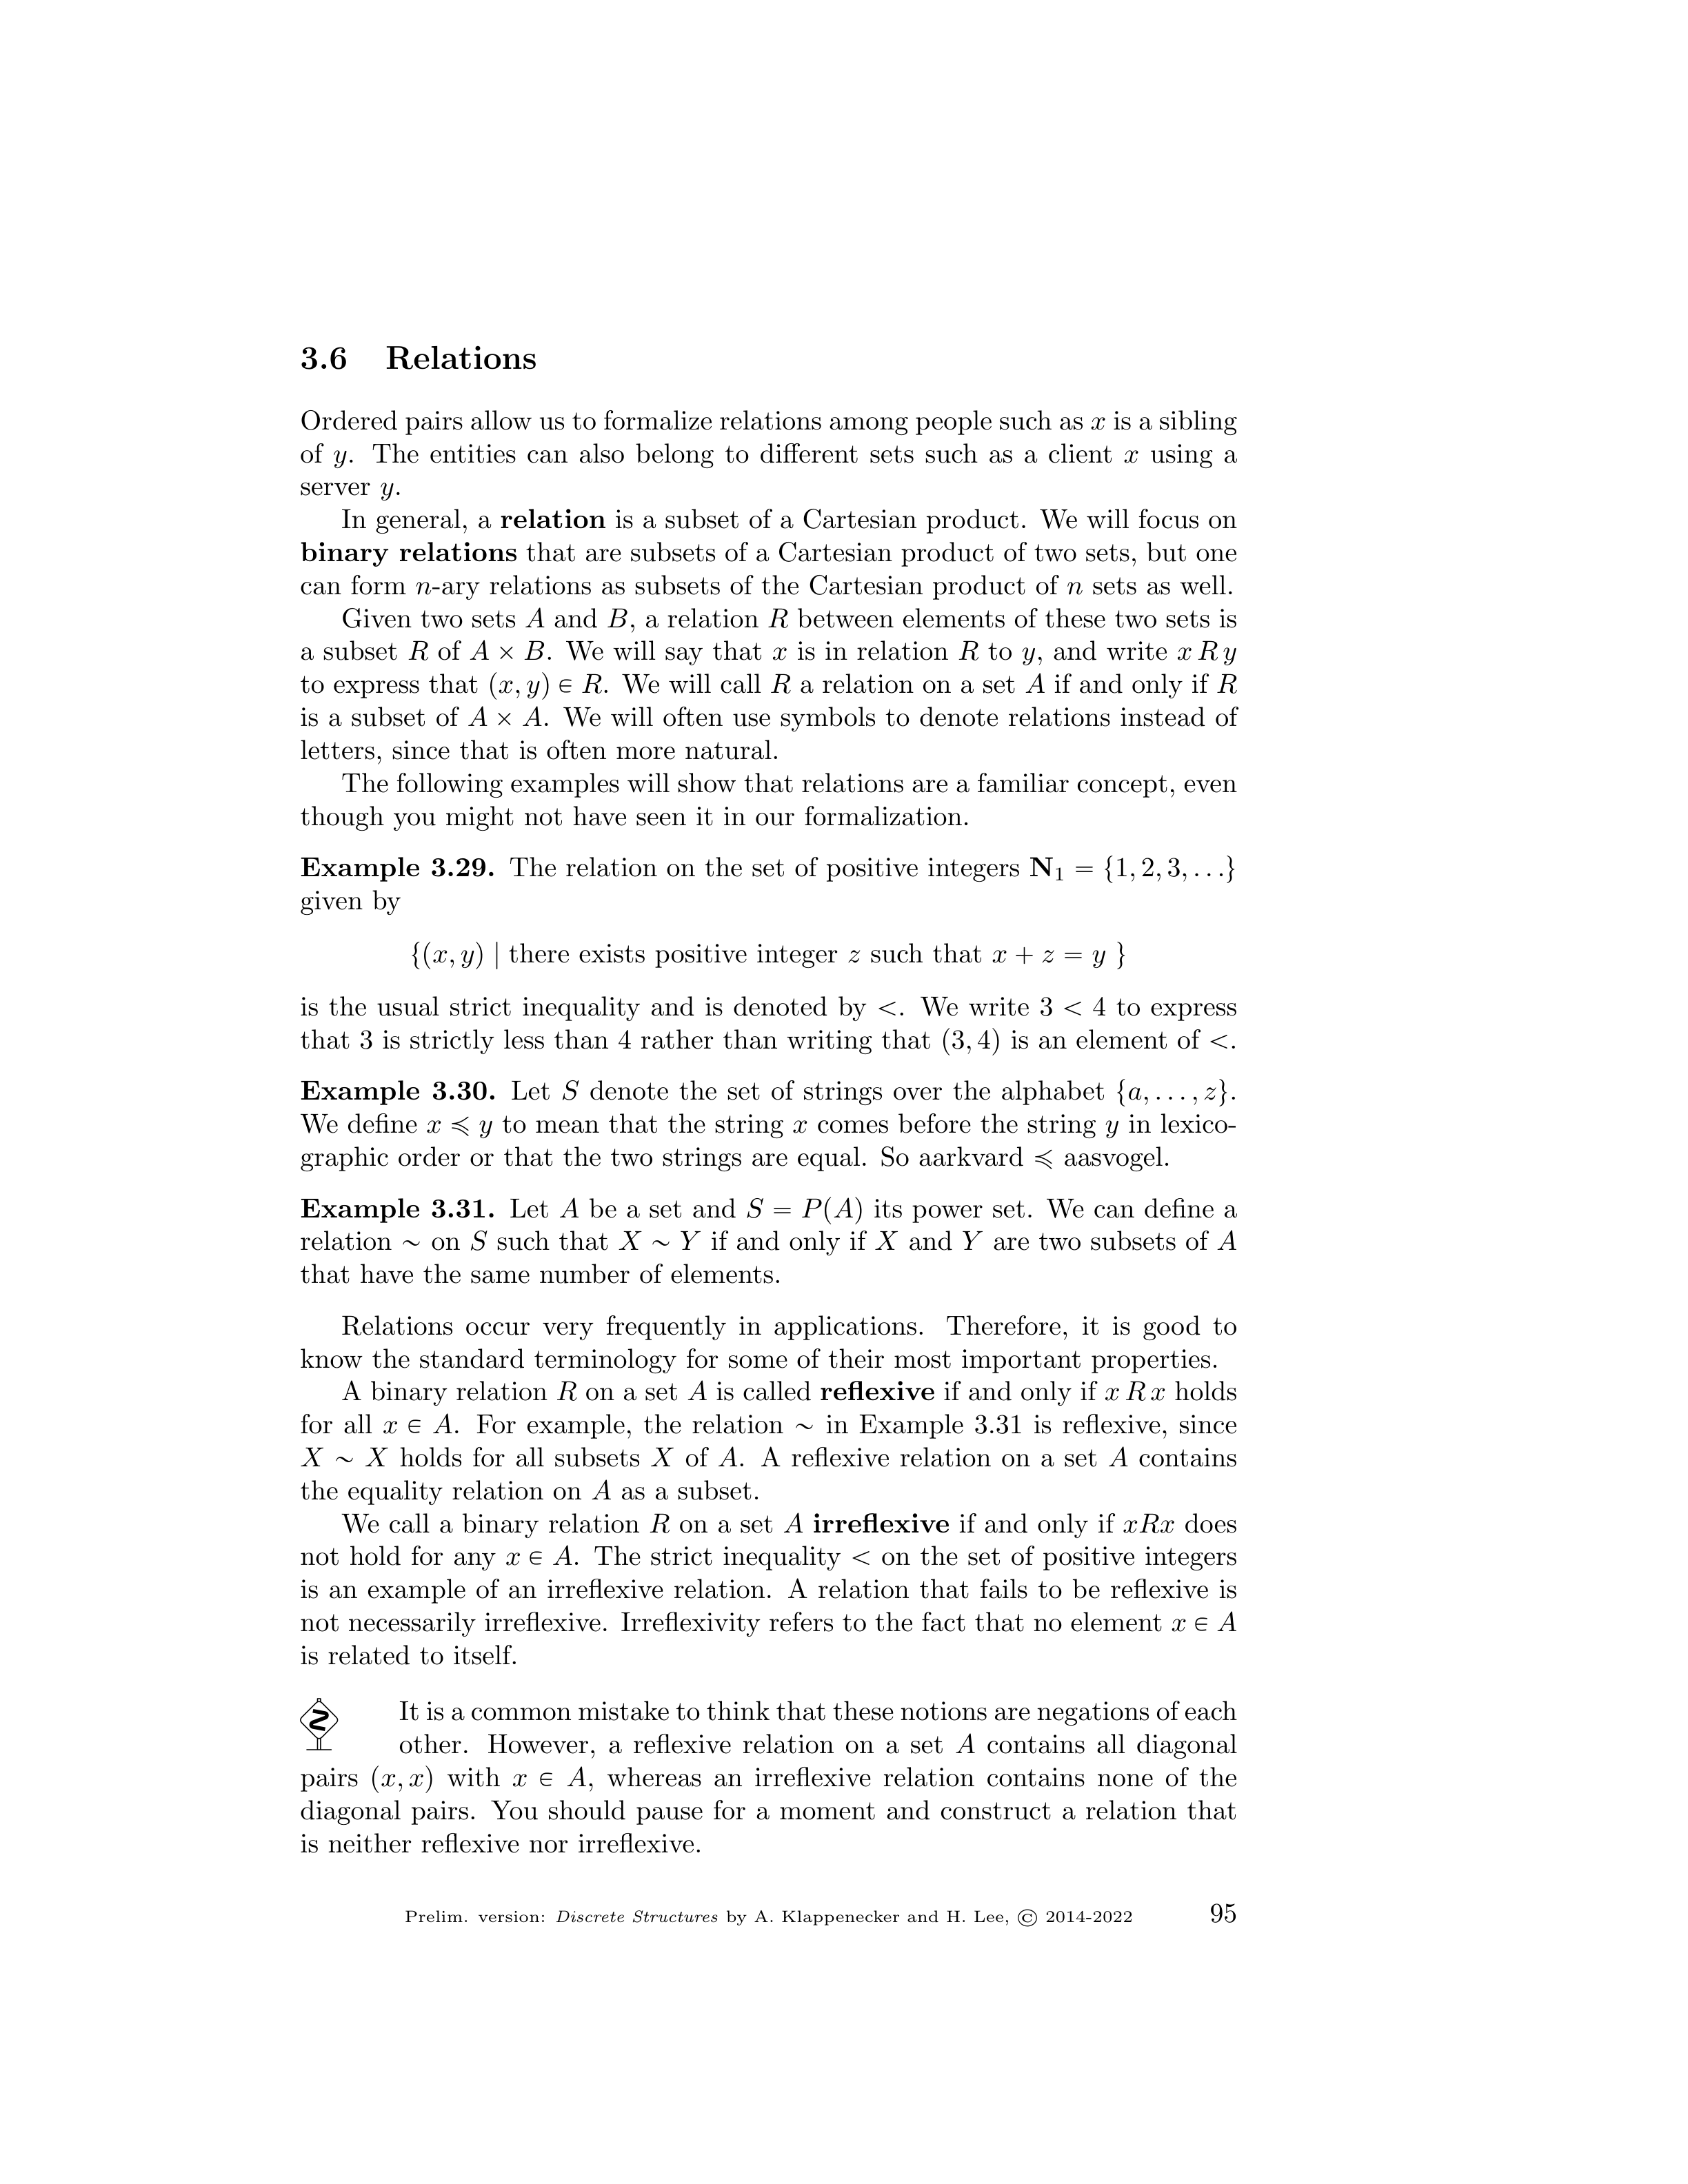 3.6 Relations
Ordered pairs allow us to formalize relations among people such as x is a sibling
of y. The entities can also belong to different sets such as a client x using a
server y.
In general, a relation is a subset of a Cartesian product. We will focus on
binary relations that are subsets of a Cartesian product of two sets, but one
can form n-ary relations as subsets of the Cartesian product of n sets as well.
Given two sets A and B, a relation R between elements of these two sets is
a subset R of A × B. We will say that x is in relation R to y, and write x R y
to express that (x, y) ∈ R. We will call R a relation on a set A if and only if R
is a subset of A × A. We will often use symbols to denote relations instead of
letters, since that is often more natural.
The following examples will show that relations are a familiar concept, even
though you might not have seen it in our formalization.
Example 3.29. The relation on the set of positive integers N₁ = {1, 2, 3, . . .}
given by
{(x, y) | there exists positive integer z such that x + z = y }
is the usual strict inequality and is denoted by <. We write 3 < 4 to express
that 3 is strictly less than 4 rather than writing that (3, 4) is an element of <.
Example 3.30. Let S denote the set of strings over the alphabet {a, . . . , z}.
We define x ≼ y to mean that the string x comes before the string y in lexico-
graphic order or that the two strings are equal. So aarkvard ≼ aasvogel.
Example 3.31. Let A be a set and S = P(A) its power set. We can define a
relation ∼ on S such that X ∼ Y if and only if X and Y are two subsets of A
that have the same number of elements.
Relations occur very frequently in applications. Therefore, it is good to
know the standard terminology for some of their most important properties.
A binary relation R on a set A is called reflexive if and only if x R x holds
for all x ∈ A. For example, the relation ∼ in Example 3.31 is reflexive, since
X ∼ X holds for all subsets X of A. A reflexive relation on a set A contains
the equality relation on A as a subset.
We call a binary relation R on a set A irreflexive if and only if xRx does
not hold for any x ∈ A. The strict inequality < on the set of positive integers
is an example of an irreflexive relation. A relation that fails to be reflexive is
not necessarily irreflexive. Irreflexivity refers to the fact that no element x ∈ A
is related to itself.
It is a common mistake to think that these notions are negations of each
other. However, a reflexive relation on a set A contains all diagonal
pairs (x, x) with x ∈ A, whereas an irreflexive relation contains none of the
diagonal pairs. You should pause for a moment and construct a relation that
is neither reflexive nor irreflexive.
Prelim. version: Discrete Structures by A. Klappenecker and H. Lee, © 2014-2022 95